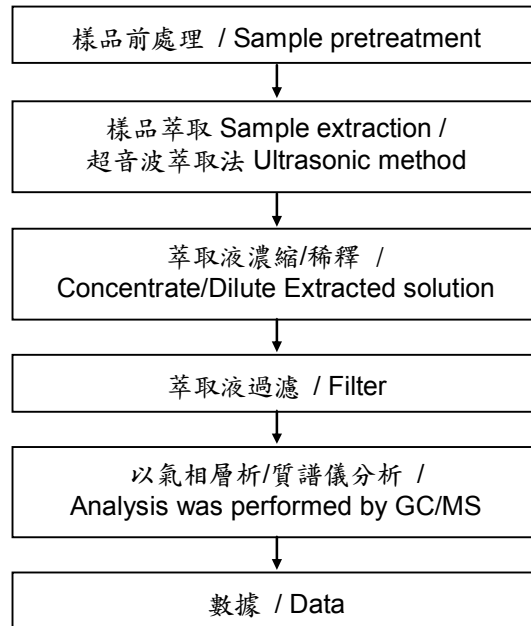 樣品前處理 / Sample pretreatment
樣品萃取 Sample extraction /
超音波萃取法 Ultrasonic method
萃取液濃縮/稀釋 /
Concentrate/Dilute Extracted solution
萃取液過濾 / Filter
以氣相層析/質譜儀分析 /
Analysis was performed by GC/MS
數據 / Data